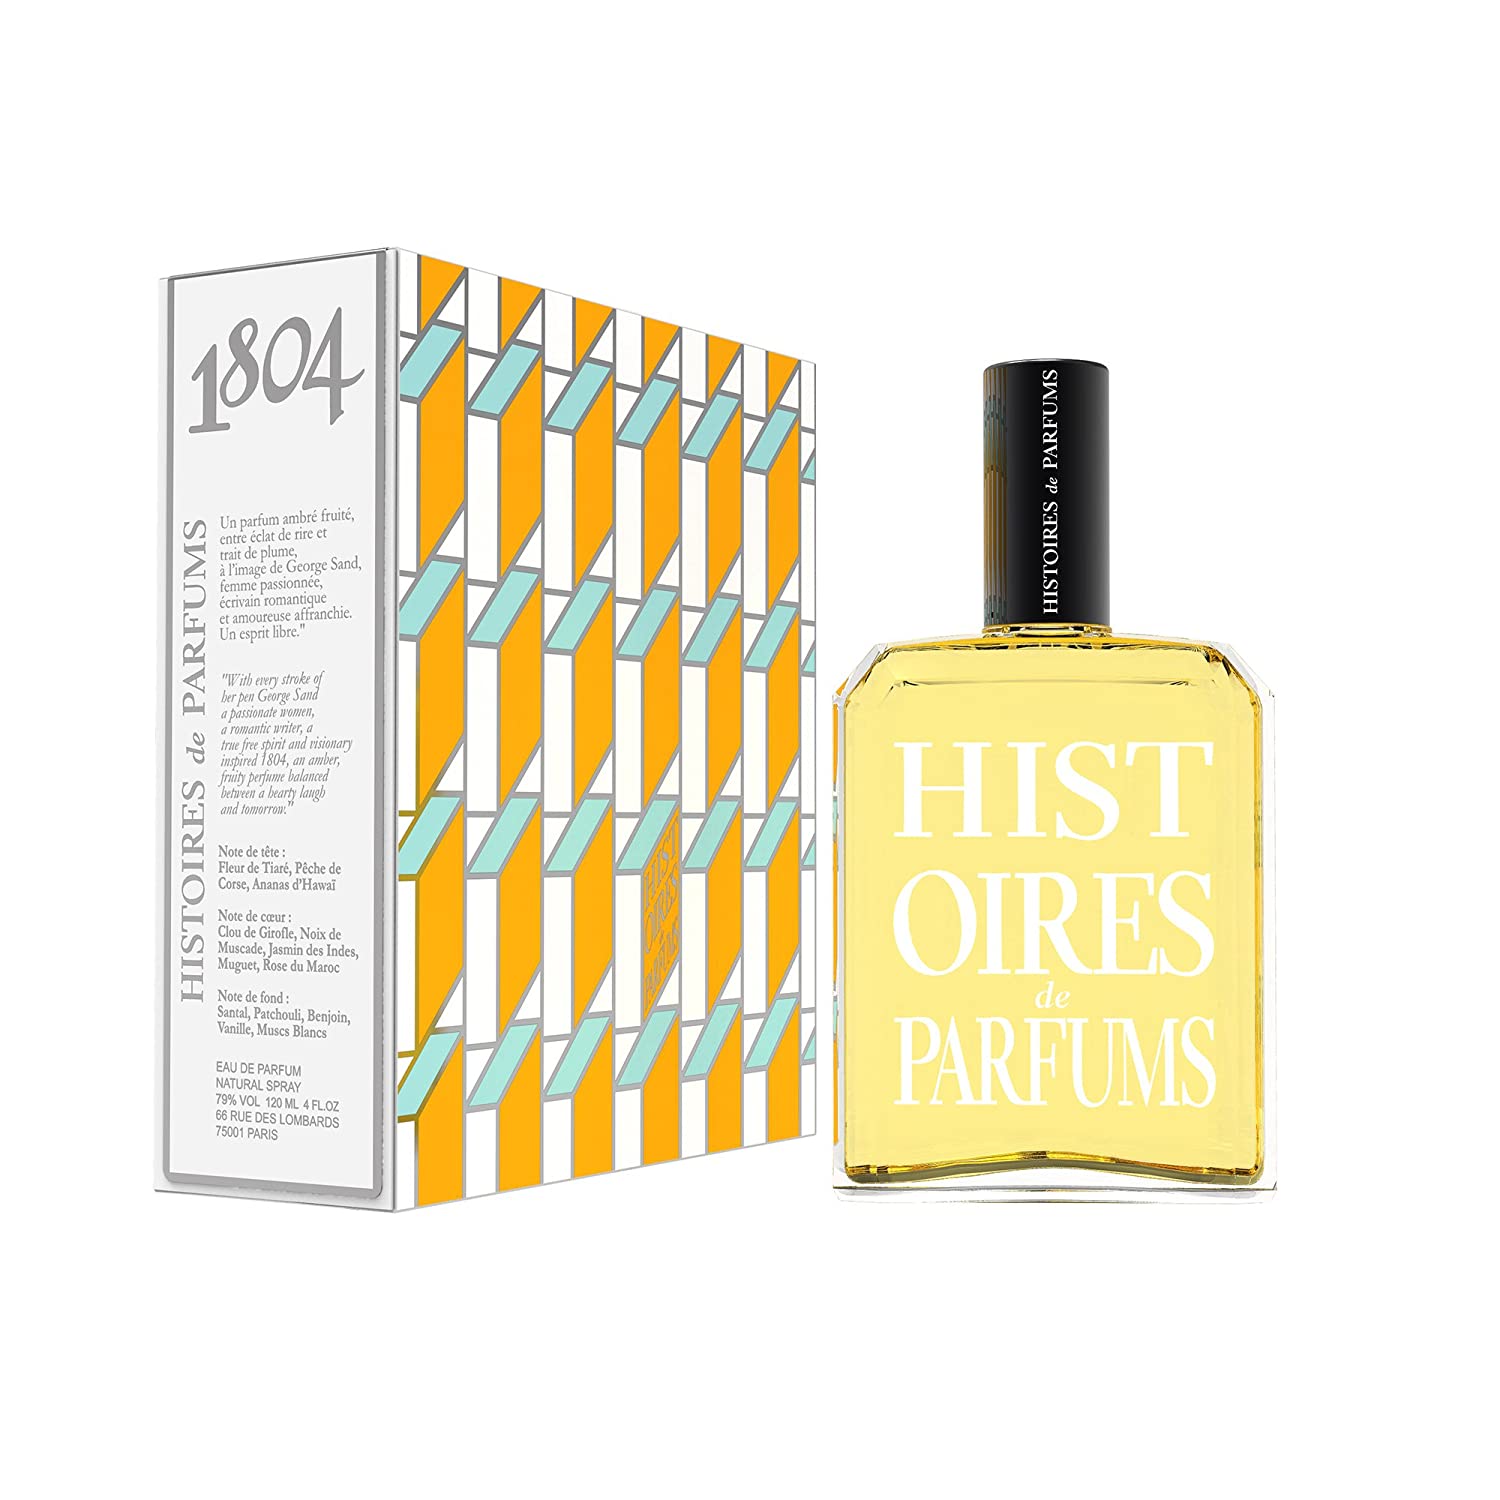 1804
HISTOIRES de PARFUMS
Un parfum ambré fruité,
entre éclat de rire et
trait de plume,
à l'image de George Sand,
femme passionnée,
écrivain romantique
et amoureuse affranchie.
Un esprit libre."
"With every stroke of
her pen George Sand
a passionate women,
a romantic writer, a
true free spirit and visionary
inspired 1804, an amber,
fruity perfume balanced
between a hearty laugh
and tomorrow."
Note de tête :
Fleur de Tiaré, Pêche de
Corse, Ananas d'Hawaï
Note de cœur :
Clou de Girofle, Noix de
Muscade, Jasmin des Indes,
Muguet, Rose du Maroc
Note de fond :
Santal, Patchouli, Benjoin,
Vanille, Muscs Blancs
EAU DE PARFUM
NATURAL SPRAY
79% VOL 120 ML 4 FL.OZ
66 RUE DES LOMBARDS
75001 PARIS
HIST
OIRES
de
PARFUMS
HISTOIRES de PARFUMS
HIST
OIRES
de
PARFUMS